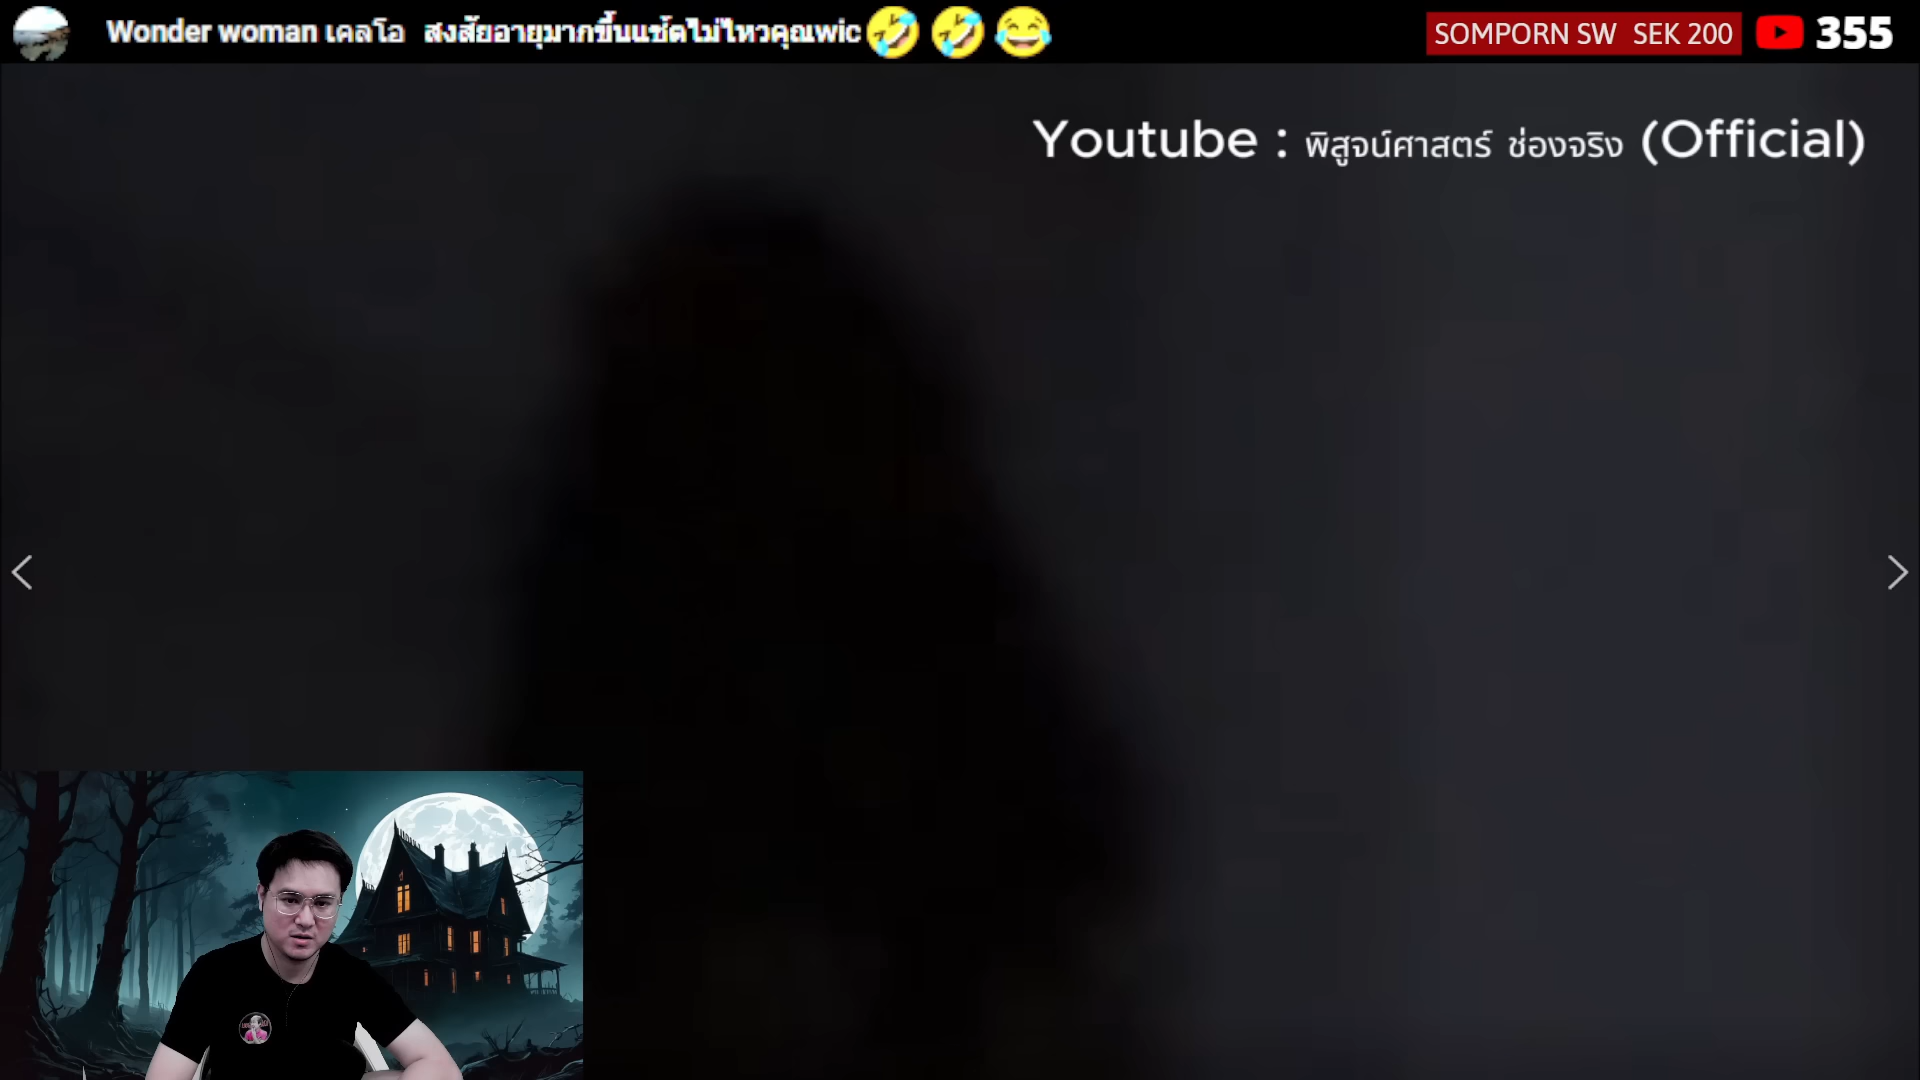 Wonder woman เคลโอ สงสัยอายุมากขึ้นแซ่ดไม่ไหวคุณwic🤣🤣😂
SOMPORN SW SEK 200
355
Youtube : พิสูจน์ศาสตร์ ช่องจริง (Official)